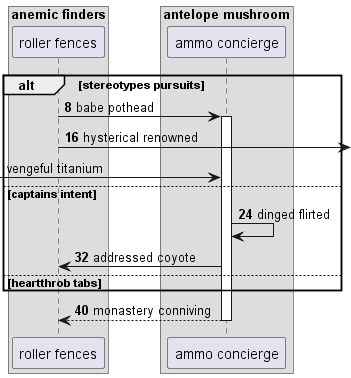 anemic finders antelope mushroom
roller fences ammo concierge
alt [stereotypes pursuits]
8 babe pothead
16 hysterical renowned
vengeful titanium
[captains intent]
24 dinged flirted
32 addressed coyote
[heartthrob tabs]
40 monastery conniving
roller fences ammo concierge